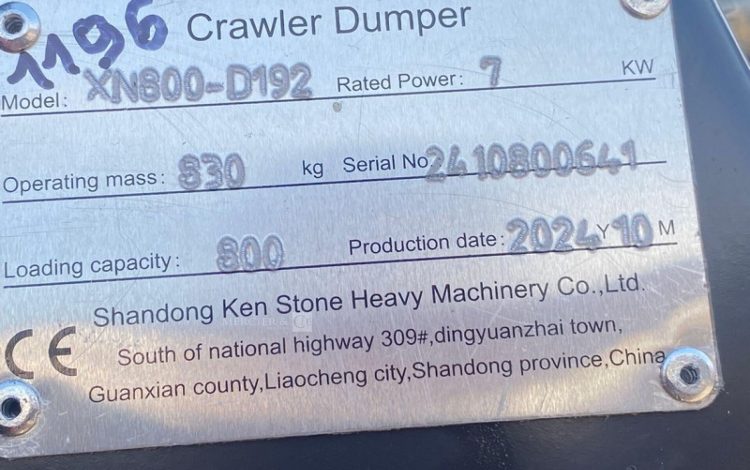 Crawler Dumper
1196
Model: XN800-D192 Rated Power: 7 KW
Operating mass: 830 kg Serial No. 2410800641
Loading capacity: 800 Production date: 2024 Y 10 M
Shandong Ken Stone Heavy Machinery Co.,Ltd.
CE South of national highway 309#,dingyuanzhai town,
Guanxian county,Liaocheng city,Shandong province,China